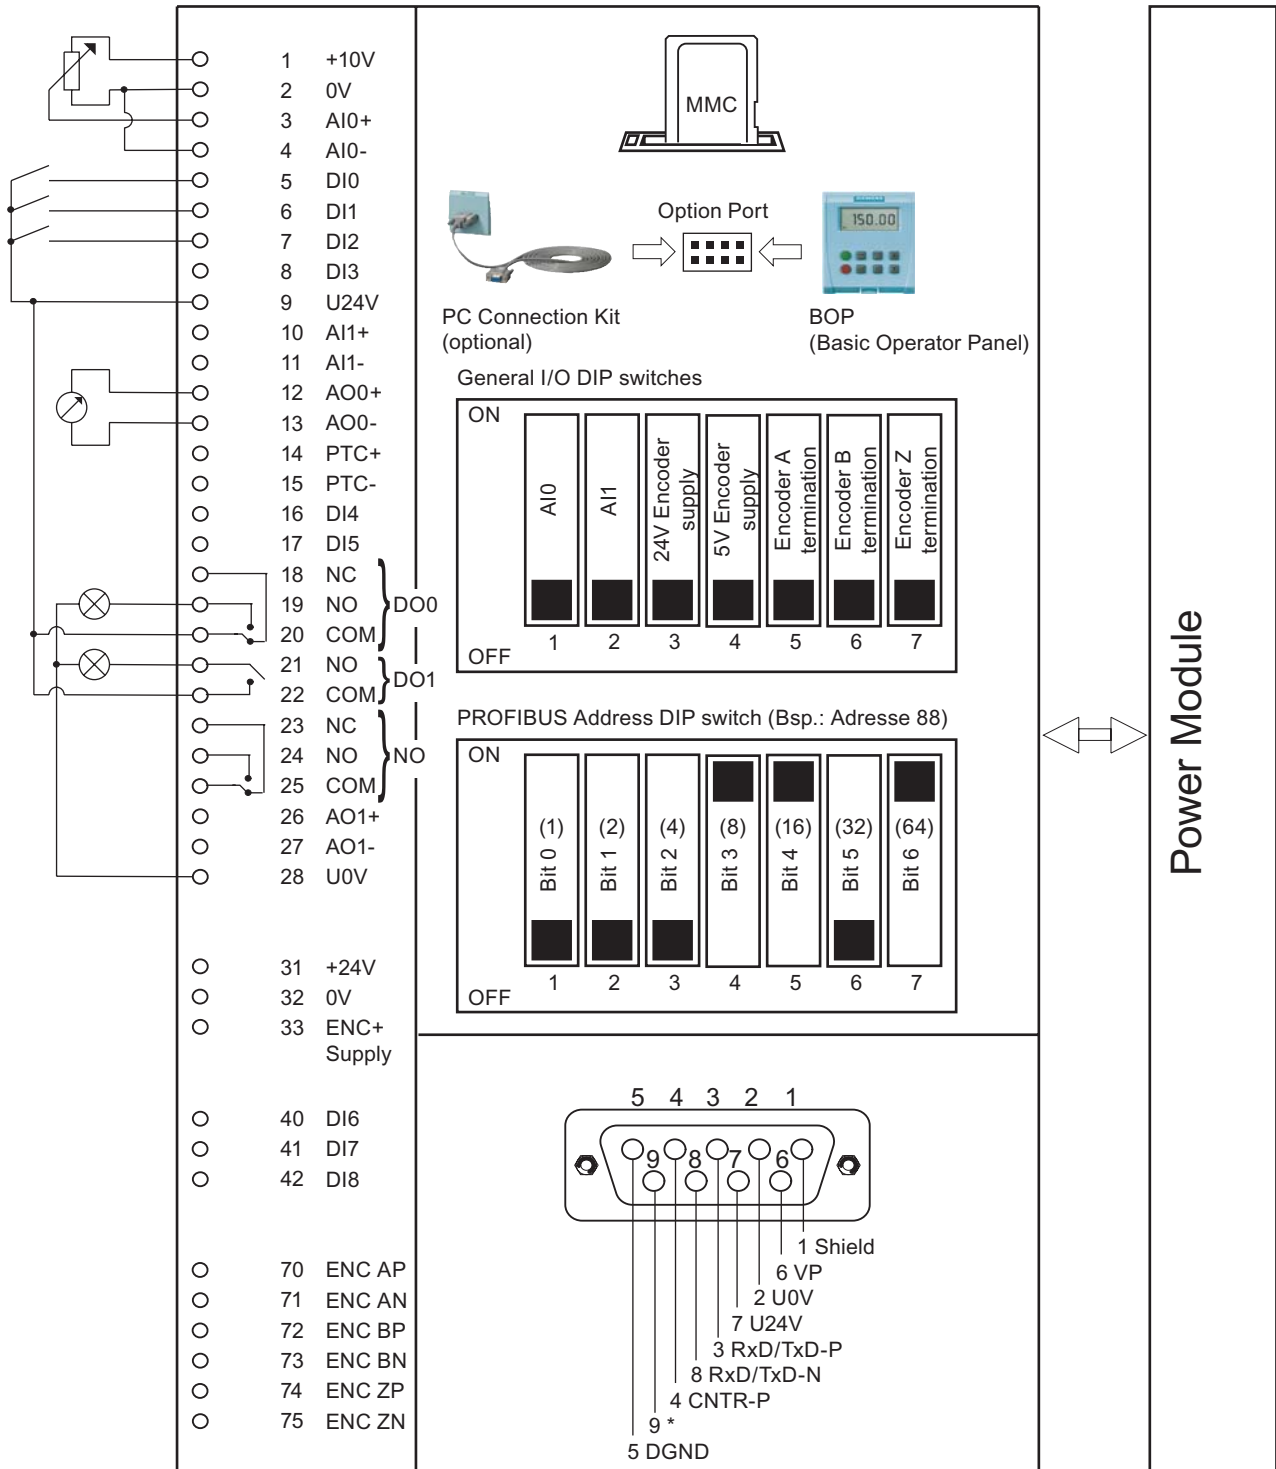 1 +10V
2 0V
3 AI0+
4 AI0-
5 DI0
6 DI1
7 DI2
8 DI3
9 U24V
10 AI1+
11 AI1-
12 AO0+
13 AO0-
14 PTC+
15 PTC-
16 DI4
17 DI5
18 NC
19 NO
20 COM
DO0
21 NO
22 COM
DO1
23 NC
24 NO
25 COM
NO
26 AO1+
27 AO1-
28 U0V
31 +24V
32 0V
33 ENC+
Supply
40 DI6
41 DI7
42 DI8
70 ENC AP
71 ENC AN
72 ENC BP
73 ENC BN
74 ENC ZP
75 ENC ZN
MMC
Option Port
SIEMENS
150.00
PC Connection Kit
(optional)
BOP
(Basic Operator Panel)
General I/O DIP switches
ON
AI0
AI1
24V Encoder
supply
5V Encoder
supply
Encoder A
termination
Encoder B
termination
Encoder Z
termination
1 2 3 4 5 6 7
OFF
PROFIBUS Address DIP switch (Bsp.: Adresse 88)
ON
(1) (2) (4) (8) (16) (32) (64)
Bit 0 Bit 1 Bit 2 Bit 3 Bit 4 Bit 5 Bit 6
1 2 3 4 5 6 7
OFF
5 4 3 2 1
9 8 7 6
1 Shield
6 VP
2 U0V
7 U24V
3 RxD/TxD-P
8 RxD/TxD-N
4 CNTR-P
9 *
5 DGND
Power Module